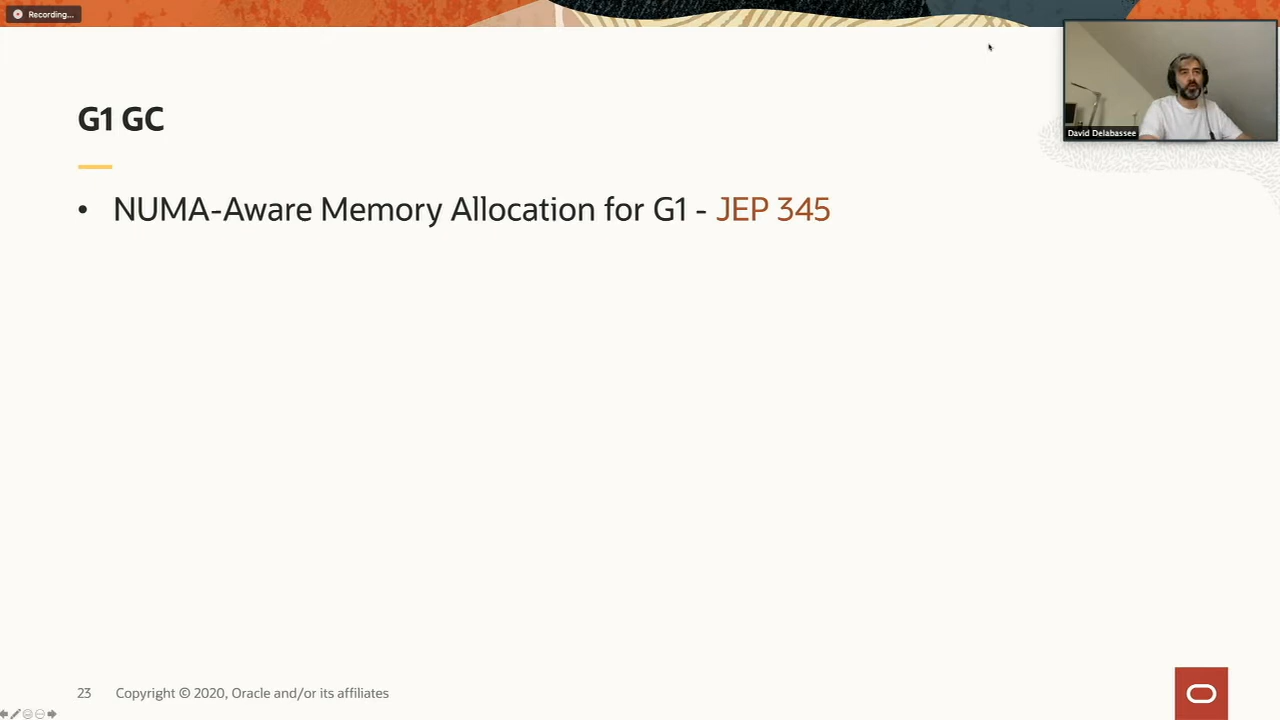 Recording...
David Delabassee
G1 GC
• NUMA-Aware Memory Allocation for G1 - JEP 345
23 Copyright © 2020, Oracle and/or its affiliates